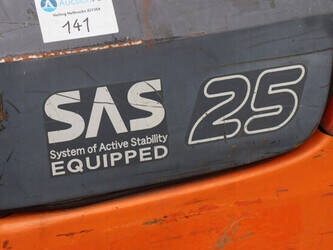 141
SAS 25
System of Active Stability
EQUIPPED